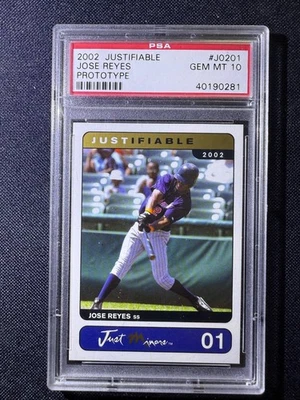 PSA
2002 JUSTIFIABLE #J0201
JOSE REYES GEM MT 10
PROTOTYPE 40190281
JUSTIFIABLE
2002
JOSE REYES SS
Just Minors 01